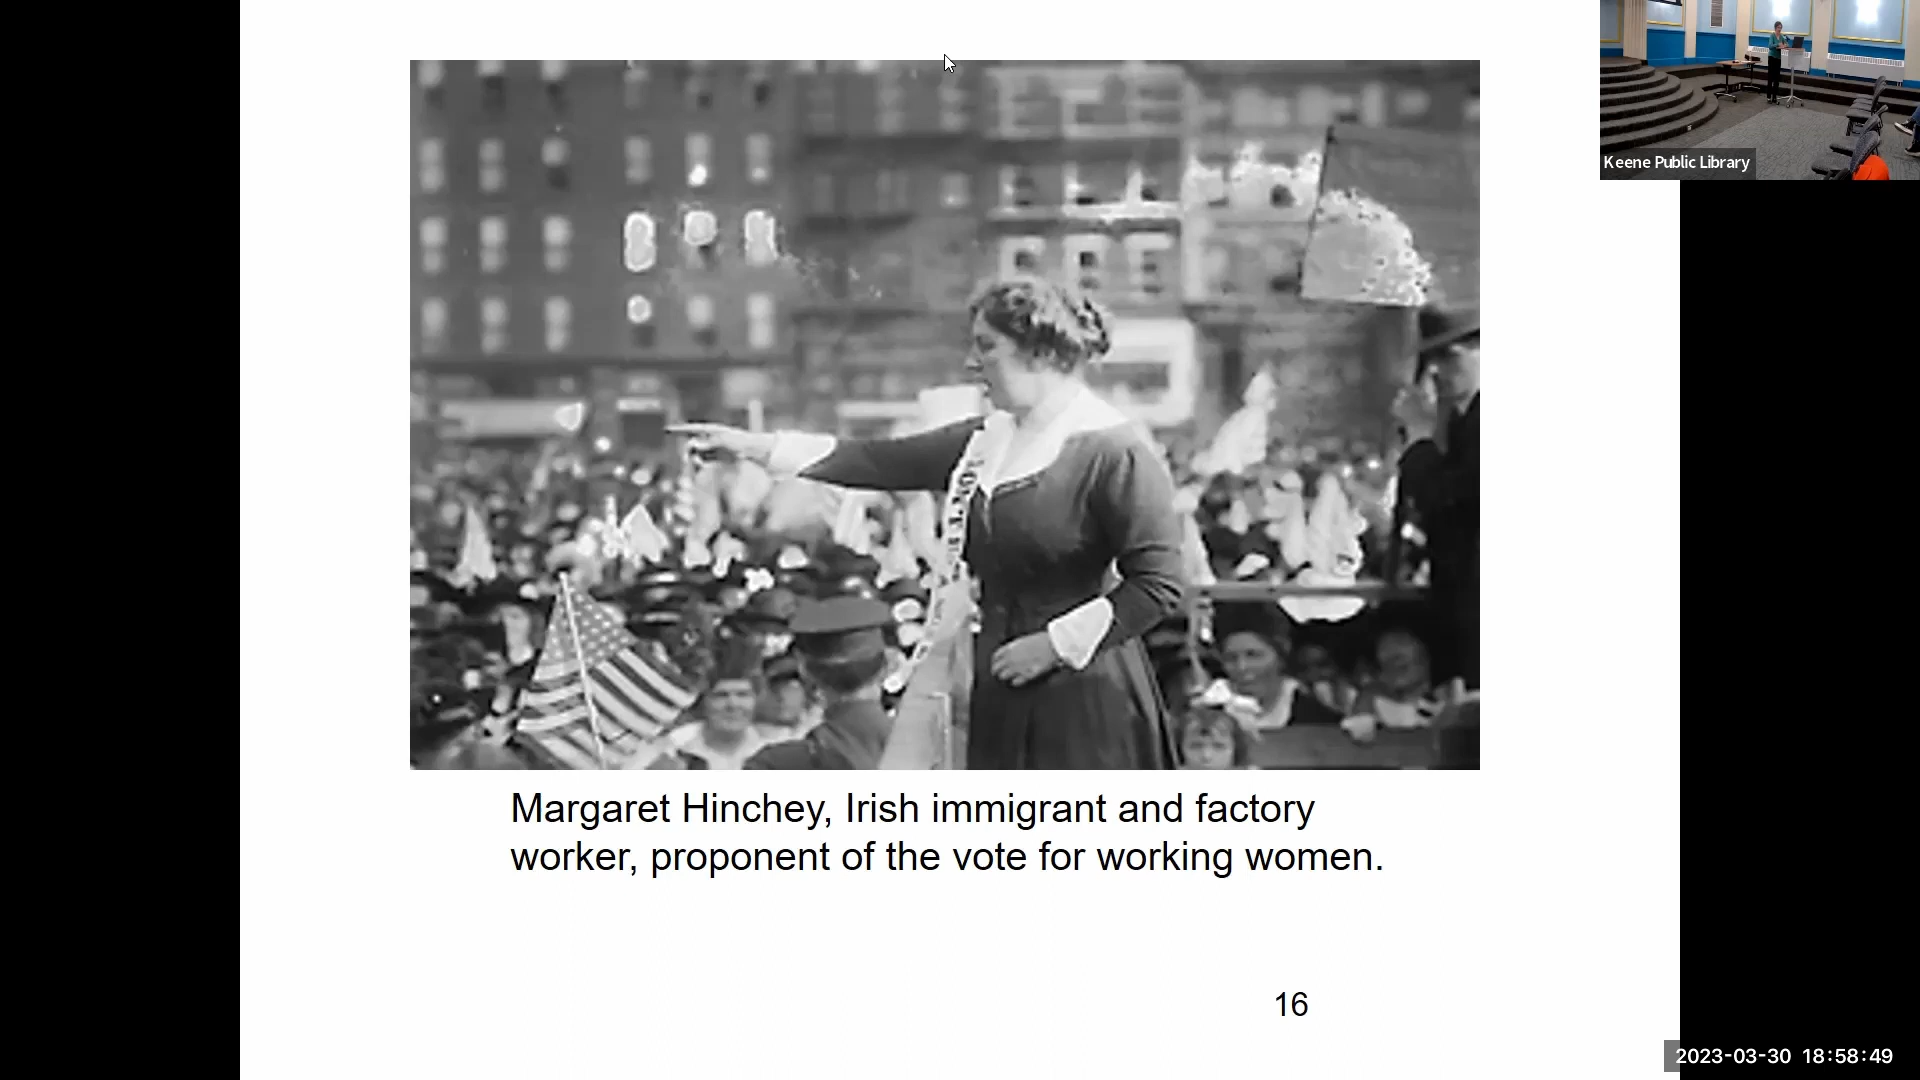 Keene Public Library
Margaret Hinchey, Irish immigrant and factory
worker, proponent of the vote for working women.
16
2023-03-30 18:58:49